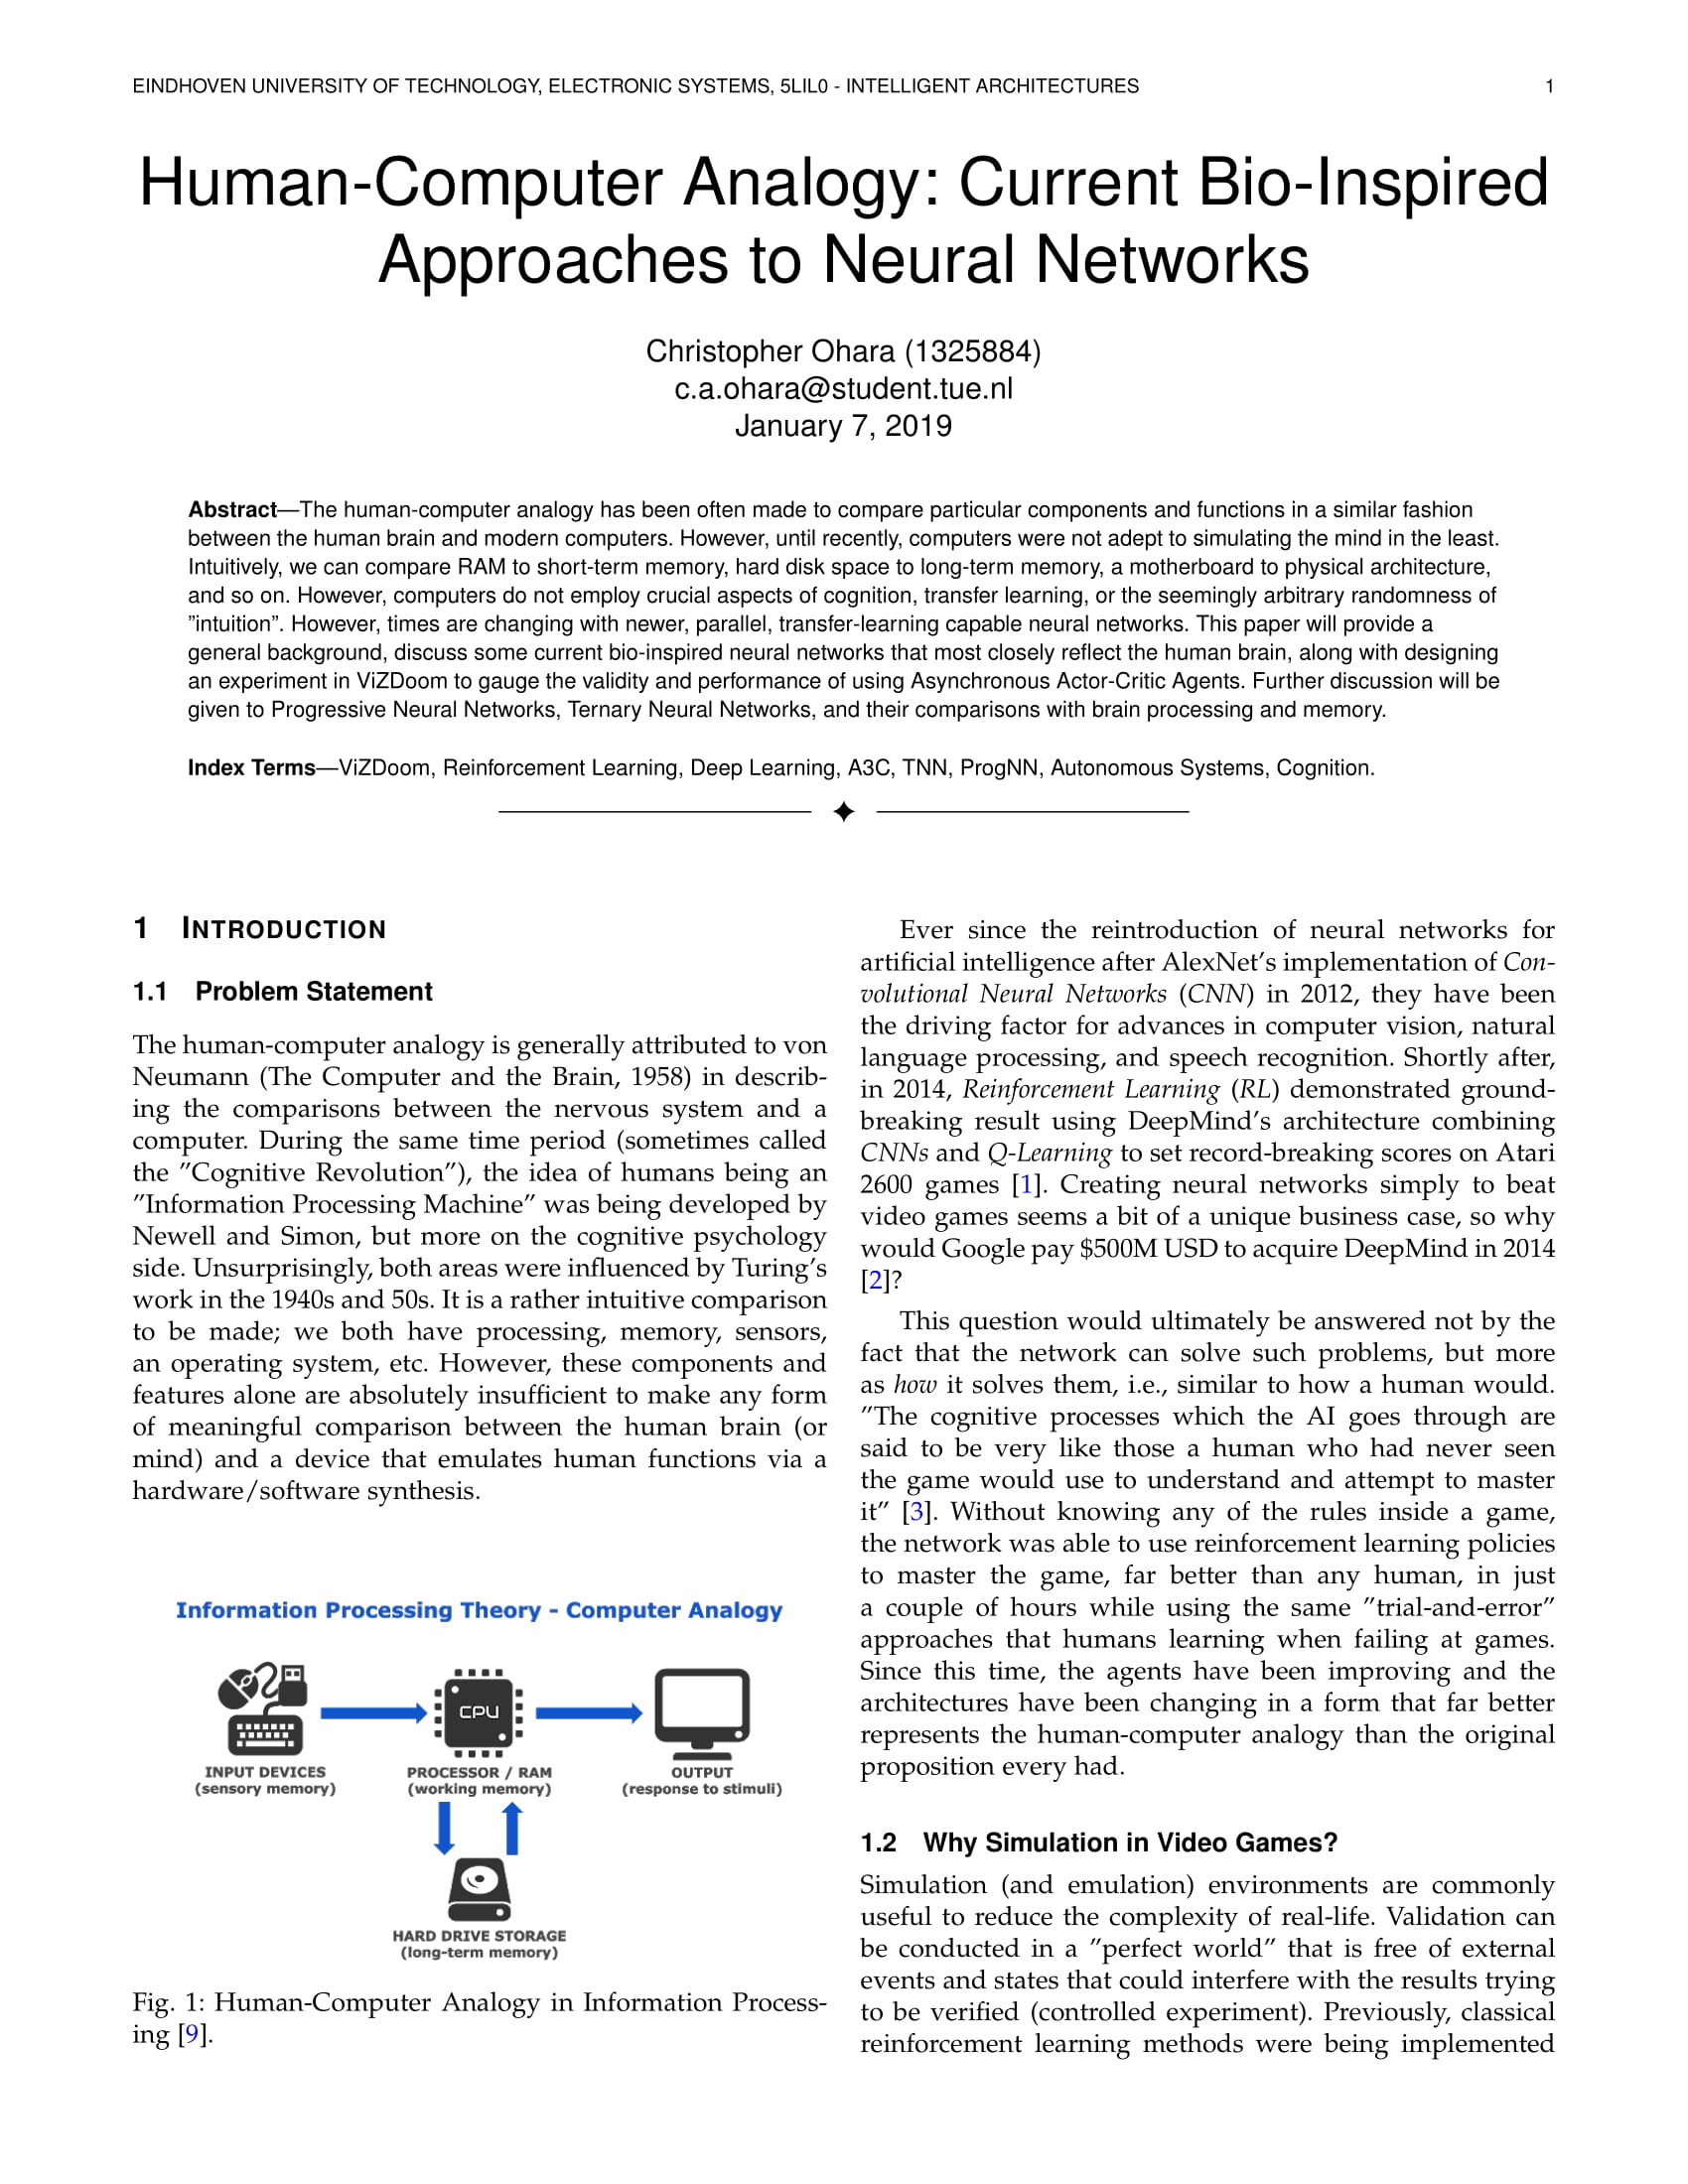 EINDHOVEN UNIVERSITY OF TECHNOLOGY, ELECTRONIC SYSTEMS, 5LIL0 - INTELLIGENT ARCHITECTURES 1
Human-Computer Analogy: Current Bio-Inspired
Approaches to Neural Networks
Christopher Ohara (1325884)
c.a.ohara@student.tue.nl
January 7, 2019
Abstract—The human-computer analogy has been often made to compare particular components and functions in a similar fashion
between the human brain and modern computers. However, until recently, computers were not adept to simulating the mind in the least.
Intuitively, we can compare RAM to short-term memory, hard disk space to long-term memory, a motherboard to physical architecture,
and so on. However, computers do not employ crucial aspects of cognition, transfer learning, or the seemingly arbitrary randomness of
”intuition”. However, times are changing with newer, parallel, transfer-learning capable neural networks. This paper will provide a
general background, discuss some current bio-inspired neural networks that most closely reflect the human brain, along with designing
an experiment in ViZDoom to gauge the validity and performance of using Asynchronous Actor-Critic Agents. Further discussion will be
given to Progressive Neural Networks, Ternary Neural Networks, and their comparisons with brain processing and memory.
Index Terms—ViZDoom, Reinforcement Learning, Deep Learning, A3C, TNN, ProgNN, Autonomous Systems, Cognition.
1 INTRODUCTION
1.1 Problem Statement
The human-computer analogy is generally attributed to von
Neumann (The Computer and the Brain, 1958) in describ-
ing the comparisons between the nervous system and a
computer. During the same time period (sometimes called
the ”Cognitive Revolution”), the idea of humans being an
”Information Processing Machine” was being developed by
Newell and Simon, but more on the cognitive psychology
side. Unsurprisingly, both areas were influenced by Turing’s
work in the 1940s and 50s. It is a rather intuitive comparison
to be made; we both have processing, memory, sensors,
an operating system, etc. However, these components and
features alone are absolutely insufficient to make any form
of meaningful comparison between the human brain (or
mind) and a device that emulates human functions via a
hardware/software synthesis.
Information Processing Theory - Computer Analogy
CPU
INPUT DEVICES
(sensory memory)
PROCESSOR / RAM
(working memory)
OUTPUT
(response to stimuli)
HARD DRIVE STORAGE
(long-term memory)
Fig. 1: Human-Computer Analogy in Information Process-
ing [9].
Ever since the reintroduction of neural networks for
artificial intelligence after AlexNet’s implementation of Con-
volutional Neural Networks (CNN) in 2012, they have been
the driving factor for advances in computer vision, natural
language processing, and speech recognition. Shortly after,
in 2014, Reinforcement Learning (RL) demonstrated ground-
breaking result using DeepMind’s architecture combining
CNNs and Q-Learning to set record-breaking scores on Atari
2600 games [1]. Creating neural networks simply to beat
video games seems a bit of a unique business case, so why
would Google pay $500M USD to acquire DeepMind in 2014
[2]?
This question would ultimately be answered not by the
fact that the network can solve such problems, but more
as how it solves them, i.e., similar to how a human would.
”The cognitive processes which the AI goes through are
said to be very like those a human who had never seen
the game would use to understand and attempt to master
it” [3]. Without knowing any of the rules inside a game,
the network was able to use reinforcement learning policies
to master the game, far better than any human, in just
a couple of hours while using the same ”trial-and-error”
approaches that humans learning when failing at games.
Since this time, the agents have been improving and the
architectures have been changing in a form that far better
represents the human-computer analogy than the original
proposition every had.
1.2 Why Simulation in Video Games?
Simulation (and emulation) environments are commonly
useful to reduce the complexity of real-life. Validation can
be conducted in a ”perfect world” that is free of external
events and states that could interfere with the results trying
to be verified (controlled experiment). Previously, classical
reinforcement learning methods were being implemented